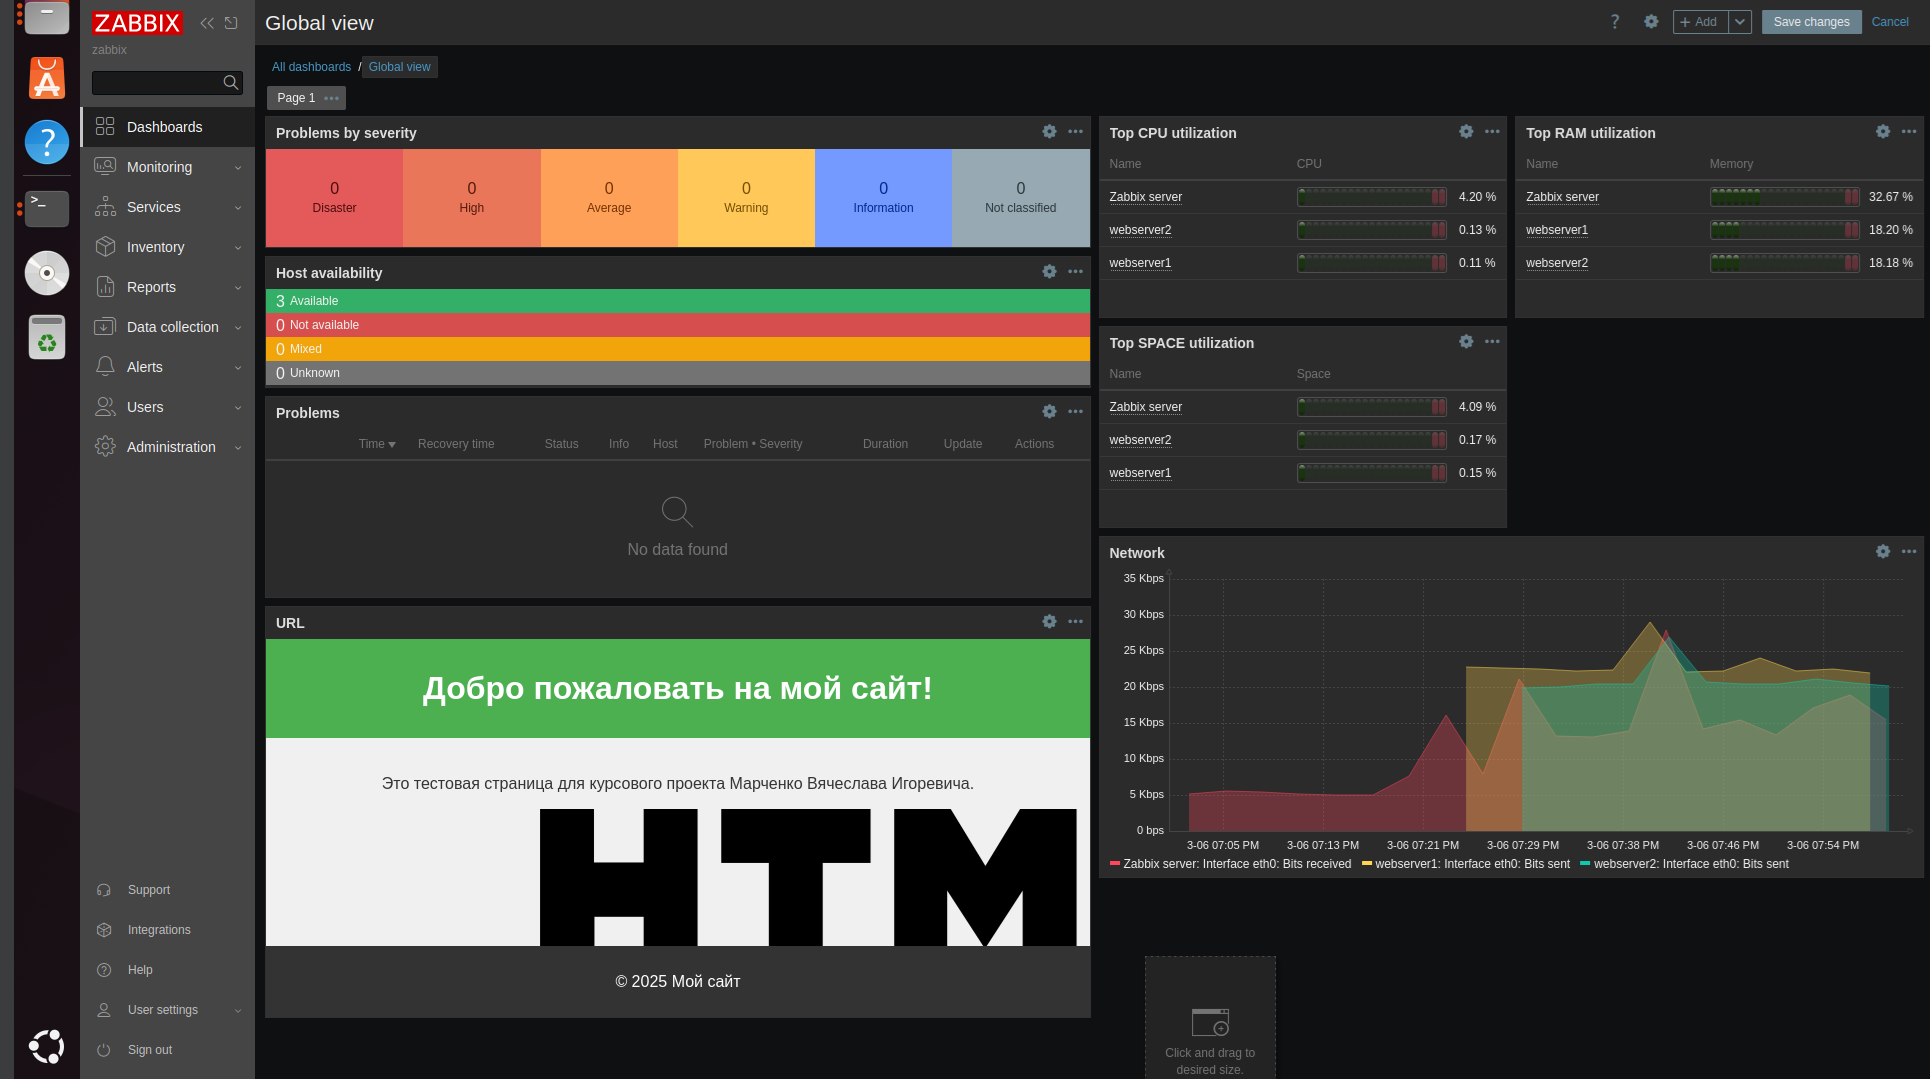 ZABBIX
zabbix
Dashboards
Monitoring
Services
Inventory
Reports
Data collection
Alerts
Users
Administration
Support
Integrations
Help
User settings
Sign out
Global view
? + Add Save changes Cancel
All dashboards / Global view
Page 1
Problems by severity
0 0 0 0 0 0
Disaster High Average Warning Information Not classified
Host availability
3 Available
0 Not available
0 Mixed
0 Unknown
Problems
Time Recovery time Status Info Host Problem • Severity Duration Update Actions
No data found
URL
Добро пожаловать на мой сайт!
Это тестовая страница для курсового проекта Марченко Вячеслава Игоревича.
HTM
© 2025 Мой сайт
Top CPU utilization
Name CPU
Zabbix server 4.20 %
webserver2 0.13 %
webserver1 0.11 %
Top RAM utilization
Name Memory
Zabbix server 32.67 %
webserver1 18.20 %
webserver2 18.18 %
Top SPACE utilization
Name Space
Zabbix server 4.09 %
webserver2 0.17 %
webserver1 0.15 %
Network
35 Kbps
30 Kbps
25 Kbps
20 Kbps
15 Kbps
10 Kbps
5 Kbps
0 bps
3-06 07:05 PM 3-06 07:13 PM 3-06 07:21 PM 3-06 07:29 PM 3-06 07:38 PM 3-06 07:46 PM 3-06 07:54 PM
Zabbix server: Interface eth0: Bits received webserver1: Interface eth0: Bits sent webserver2: Interface eth0: Bits sent
Click and drag to
desired size.